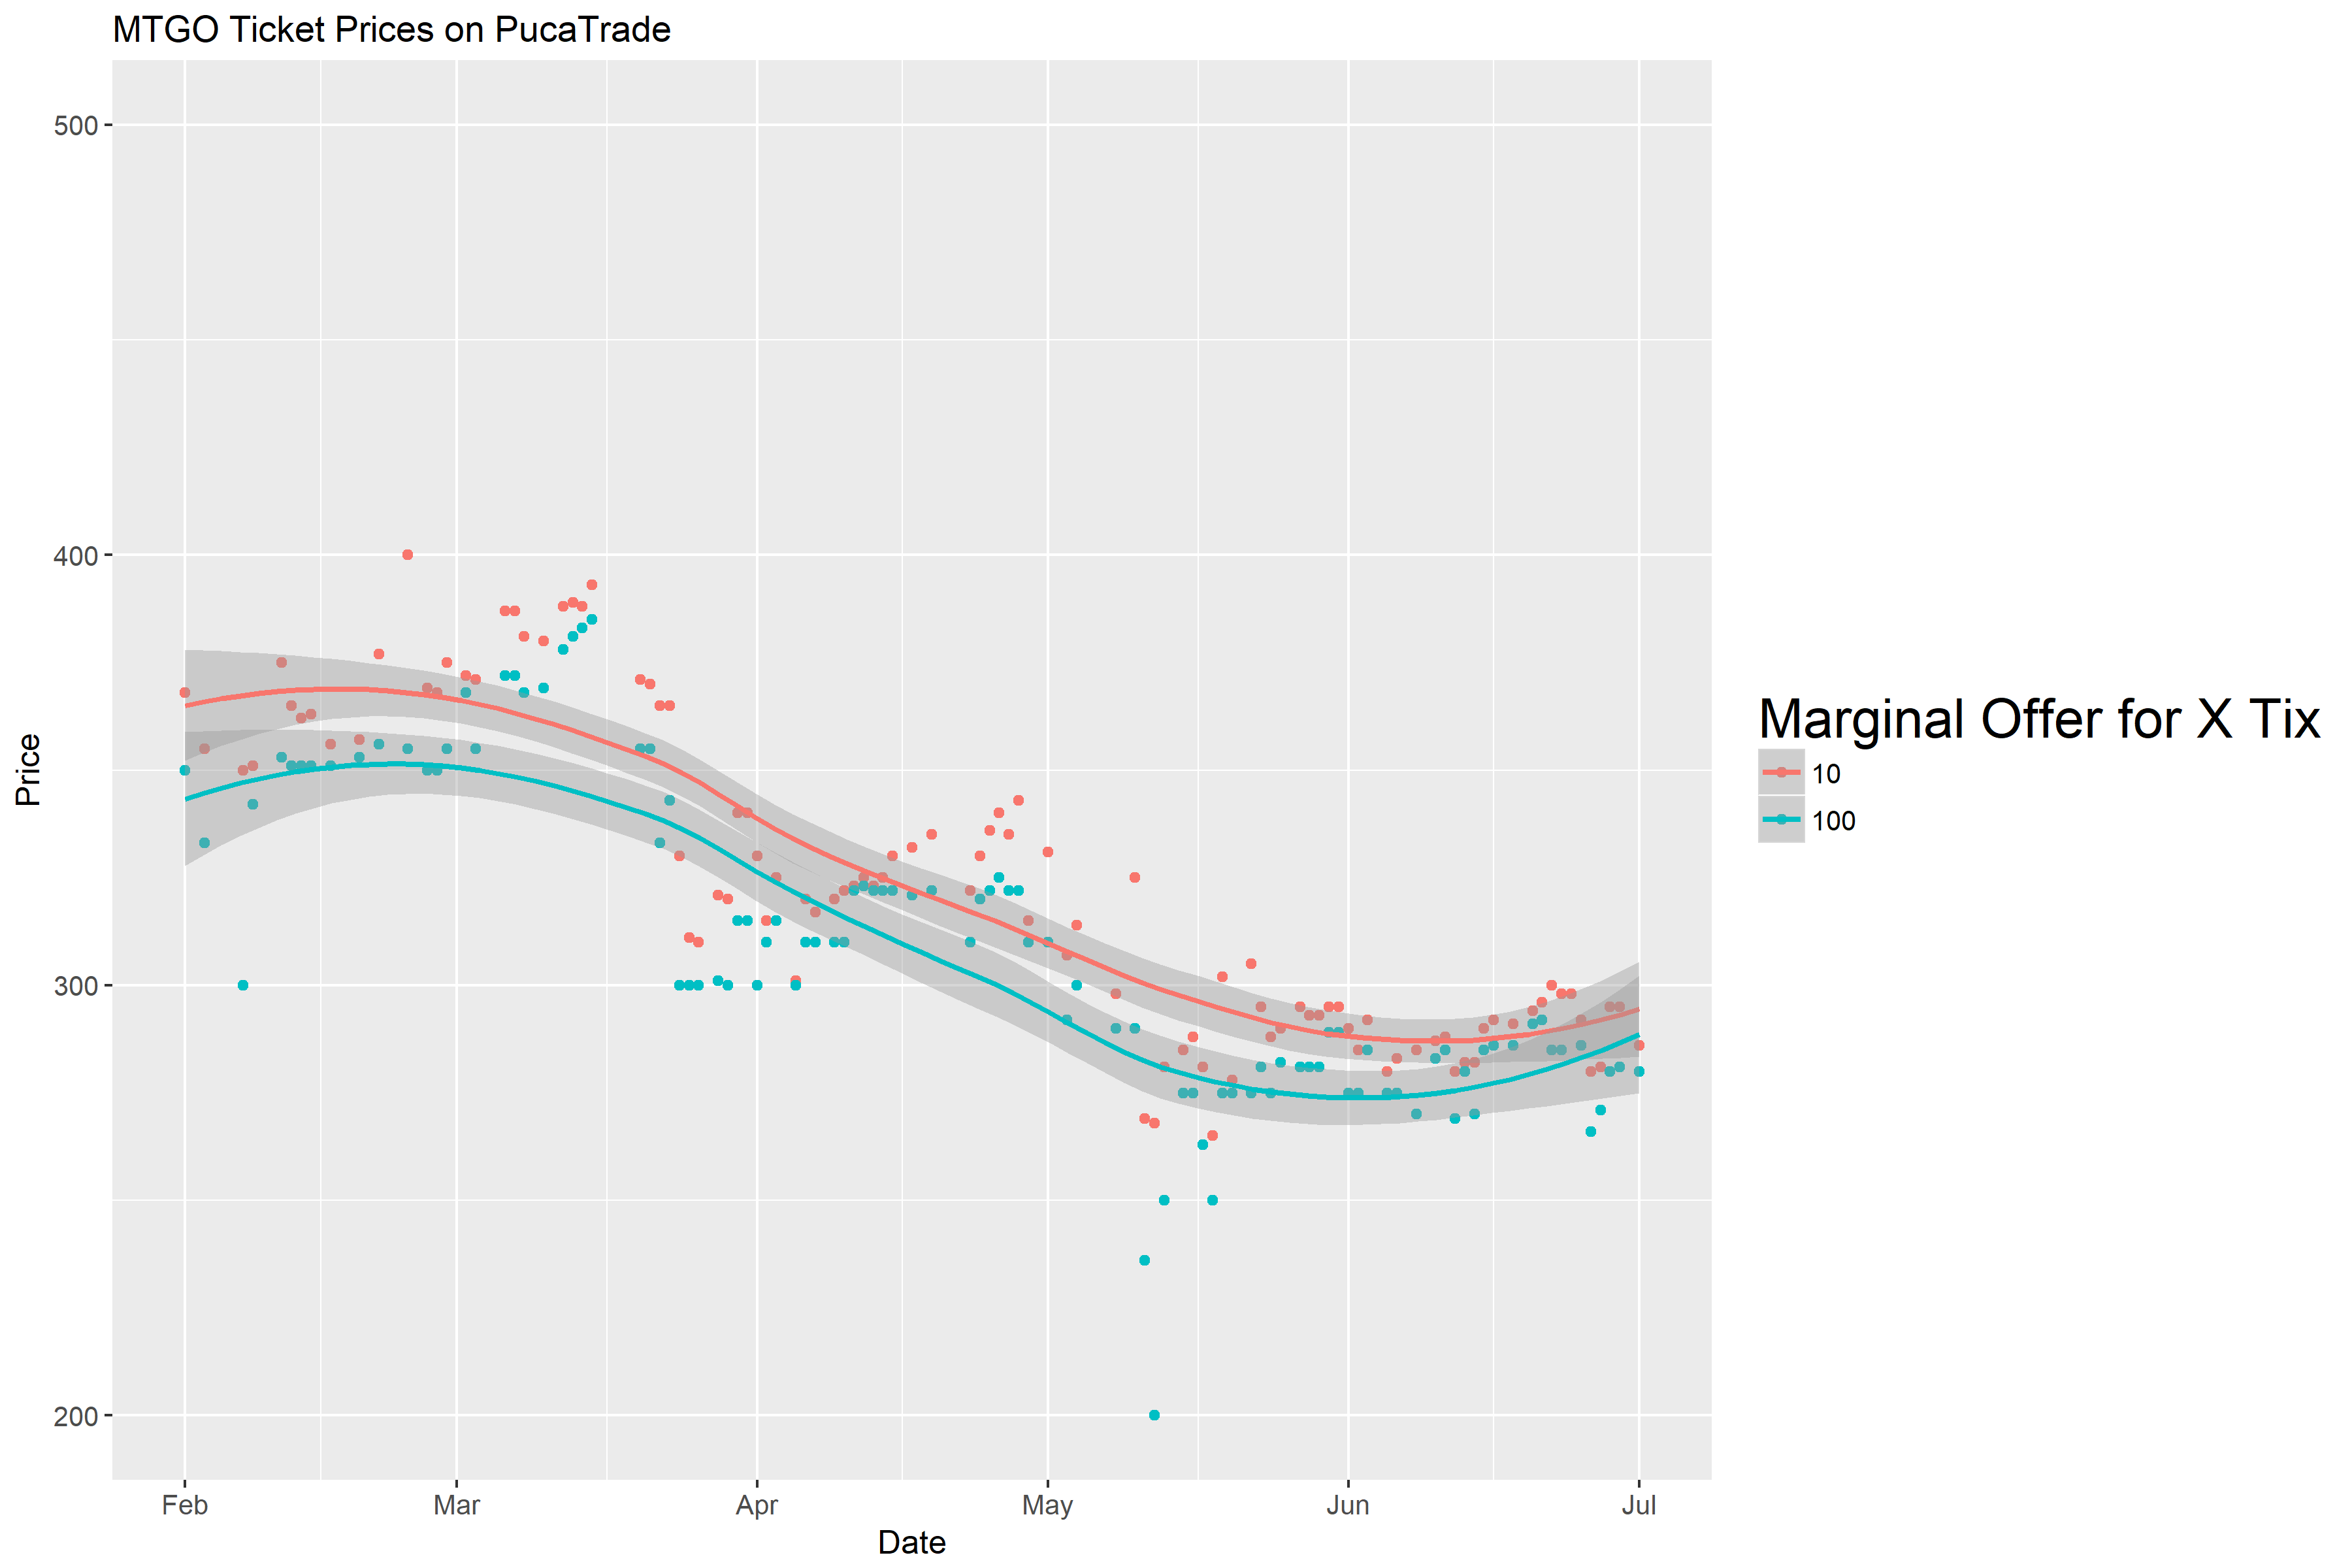 MTGO Ticket Prices on PucaTrade
500
400
300
200
Price
Feb Mar Apr May Jun Jul
Date
Marginal Offer for X Tix
10
100